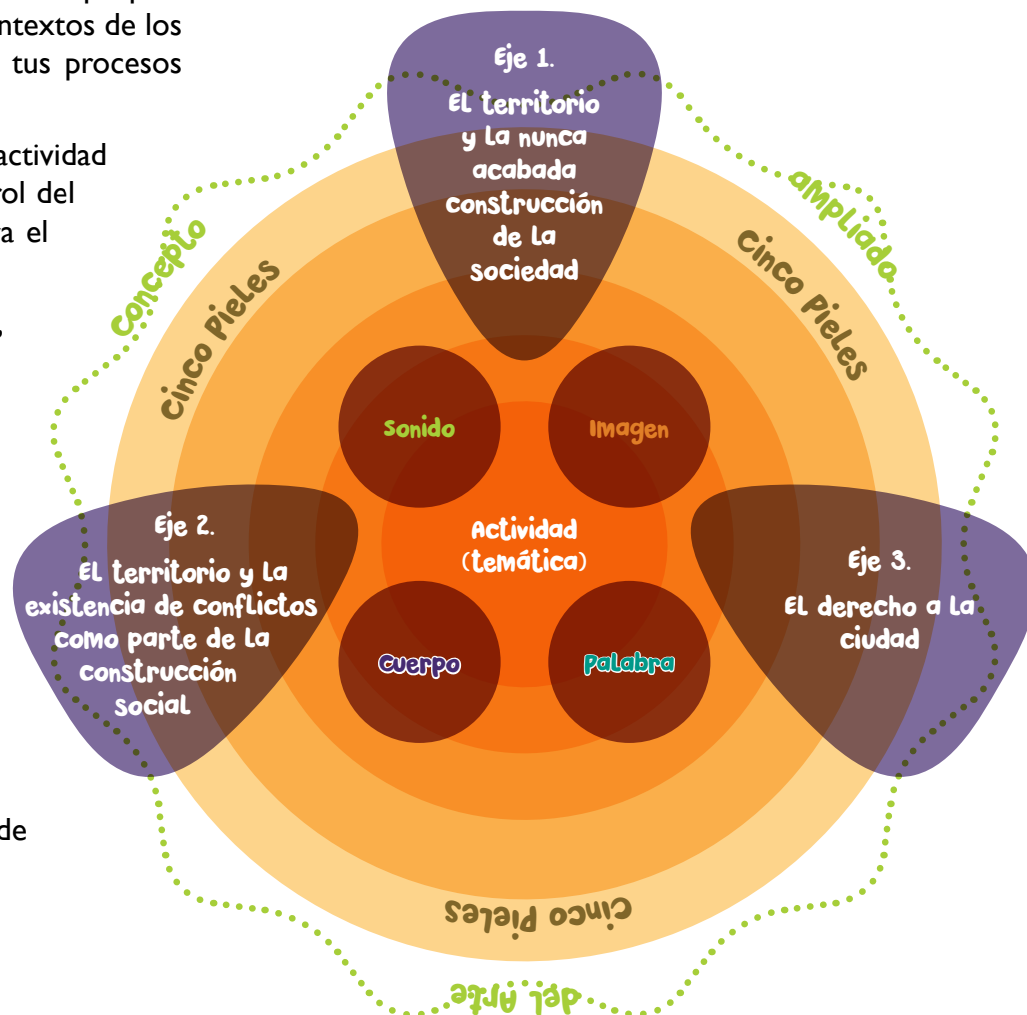 ntextos de los
tus procesos
actividad
rol del
a el
de
Eje 1.
El territorio
y la nunca
acabada
construcción
de la
sociedad
concepto
ampliado
del Arte
Cinco Pieles
Cinco Pieles
Cinco Pieles
Sonido
Imagen
Actividad
(temática)
Cuerpo
Palabra
Eje 2.
El territorio y la
existencia de conflictos
como parte de la
construcción
social
Eje 3.
El derecho a la
ciudad